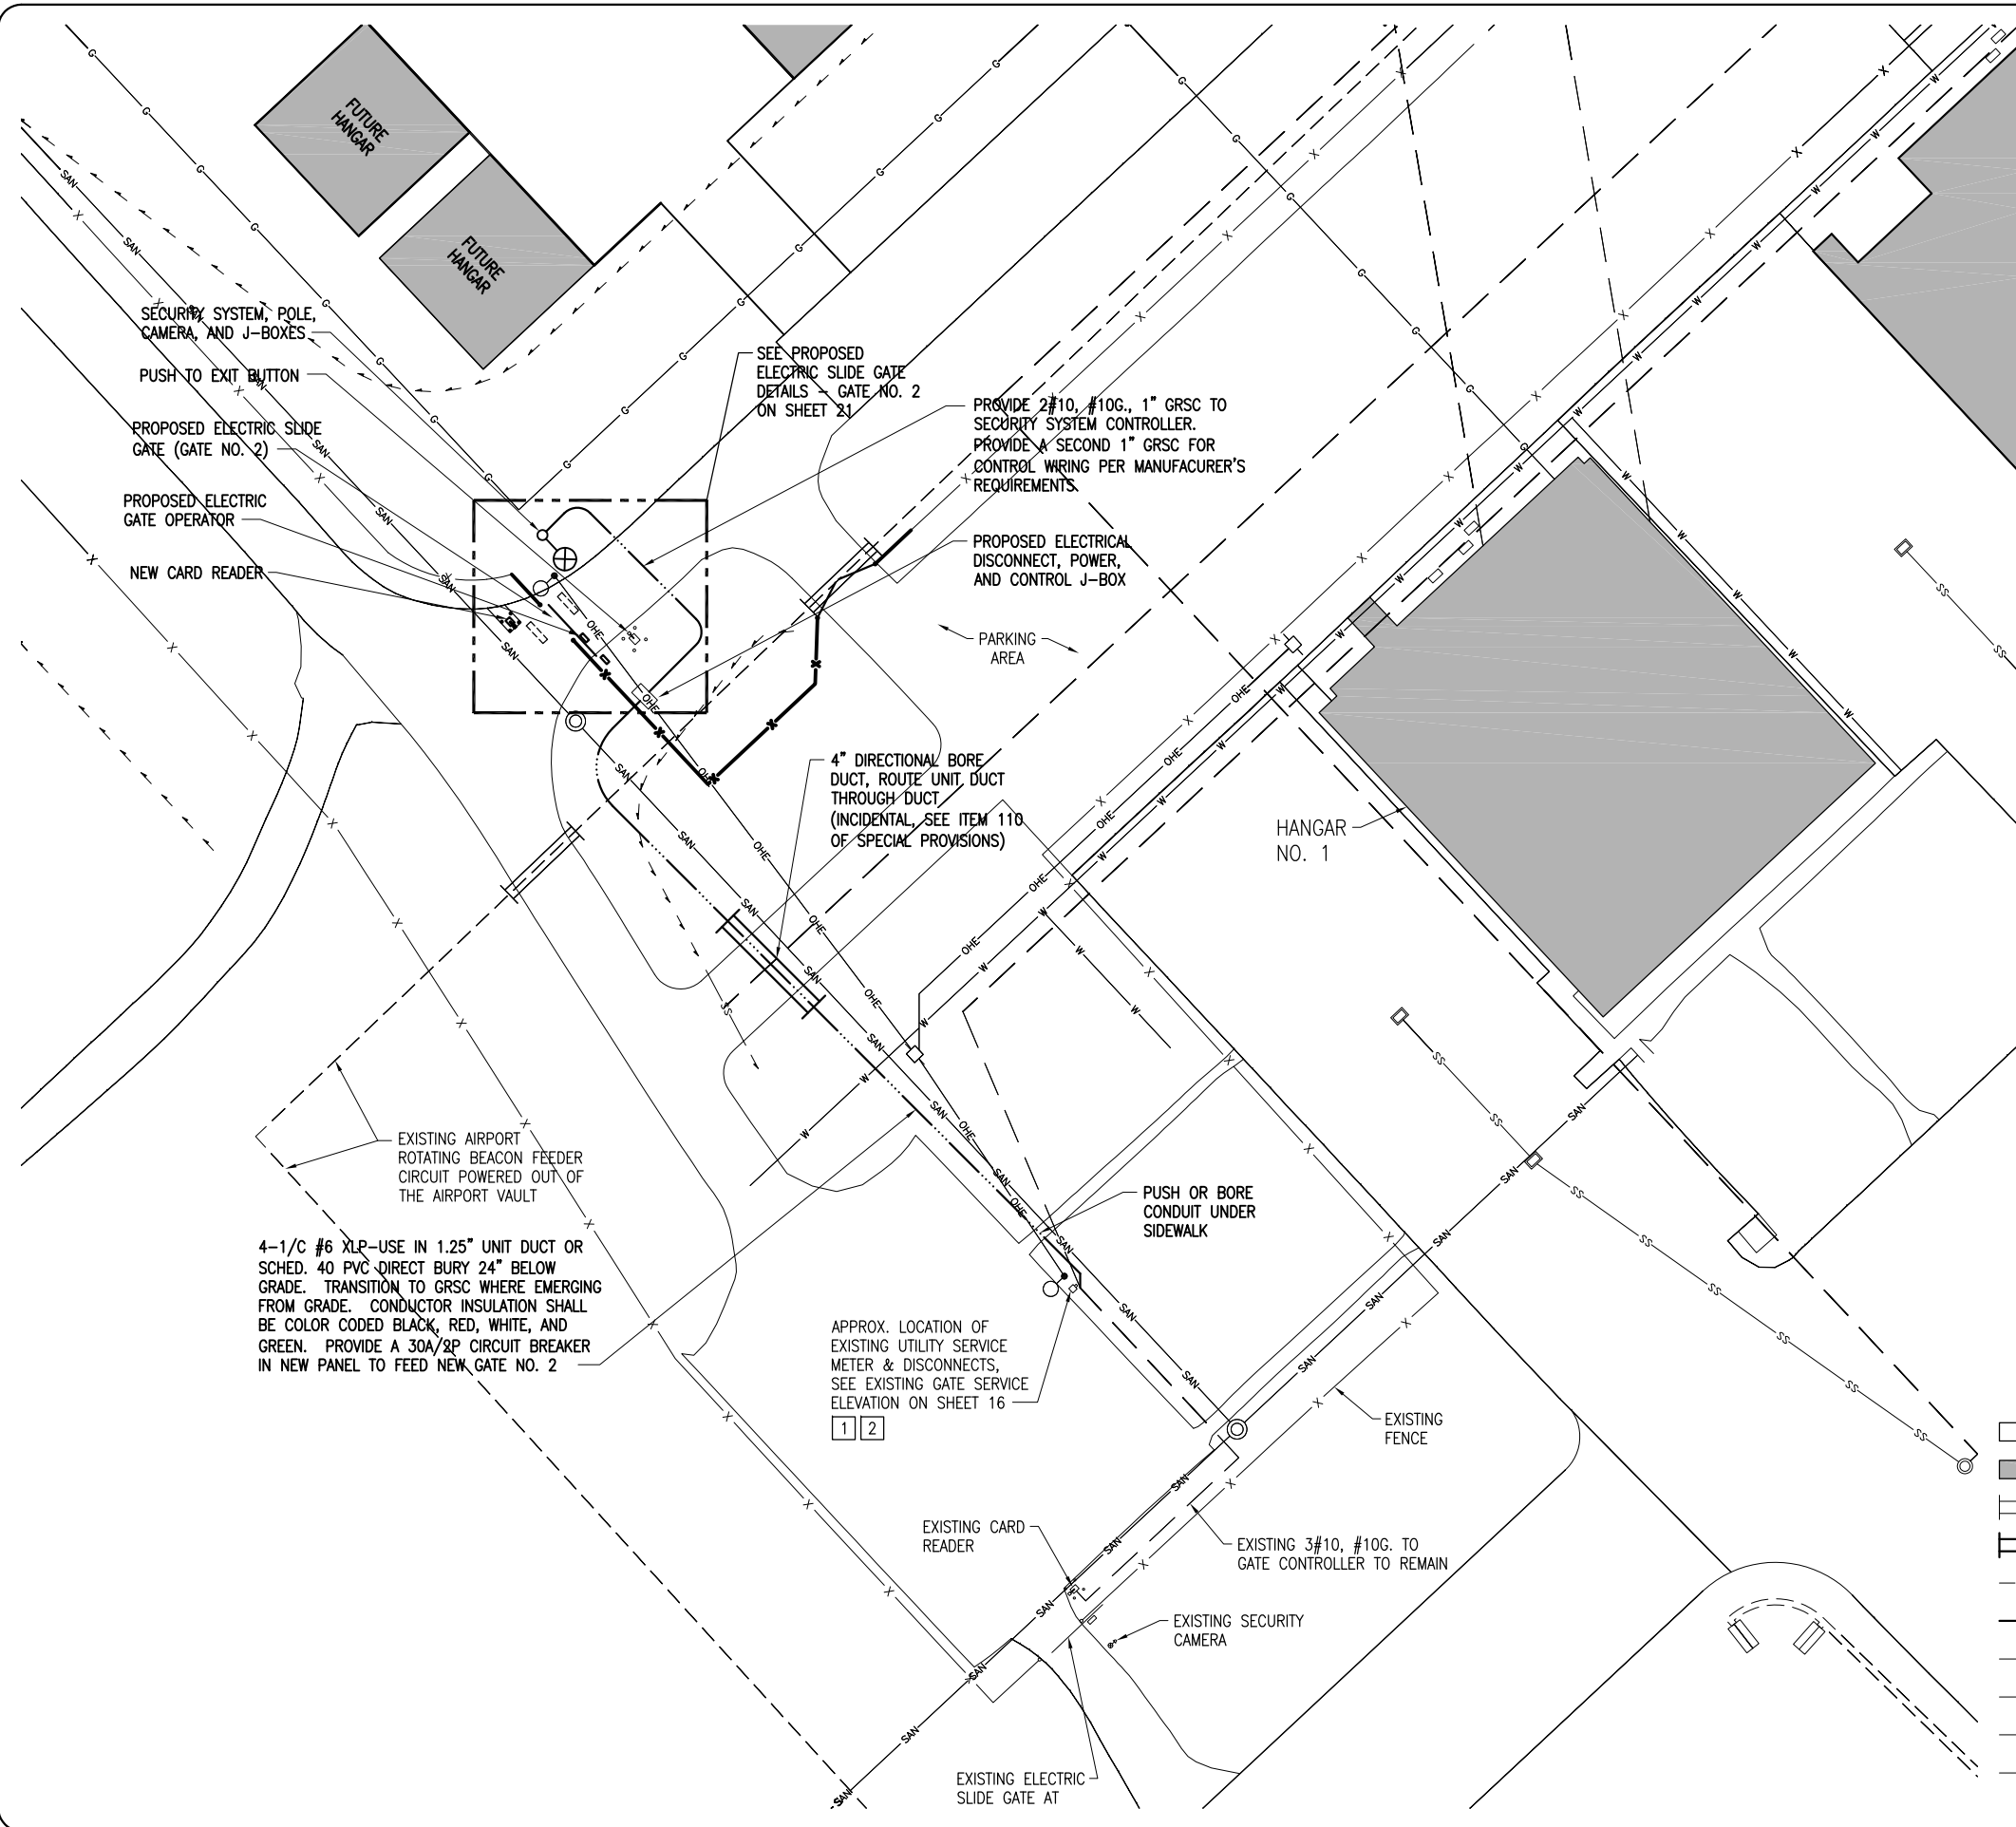 FUTURE
HANGAR
FUTURE
HANGAR
SECURITY SYSTEM, POLE,
CAMERA, AND J-BOXES
PUSH TO EXIT BUTTON
PROPOSED ELECTRIC SLIDE
GATE (GATE NO. 2)
PROPOSED ELECTRIC
GATE OPERATOR
NEW CARD READER
SEE PROPOSED
ELECTRIC SLIDE GATE
DETAILS - GATE NO. 2
ON SHEET 21
PROVIDE 2#10, #10G., 1" GRSC TO
SECURITY SYSTEM CONTROLLER.
PROVIDE A SECOND 1" GRSC FOR
CONTROL WIRING PER MANUFACURER'S
REQUIREMENTS.
PROPOSED ELECTRICAL
DISCONNECT, POWER,
AND CONTROL J-BOX
PARKING
AREA
4" DIRECTIONAL BORE
DUCT, ROUTE UNIT DUCT
THROUGH DUCT
(INCIDENTAL, SEE ITEM 110
OF SPECIAL PROVISIONS)
HANGAR
NO. 1
EXISTING AIRPORT
ROTATING BEACON FEEDER
CIRCUIT POWERED OUT OF
THE AIRPORT VAULT
PUSH OR BORE
CONDUIT UNDER
SIDEWALK
4-1/C #6 XLP-USE IN 1.25" UNIT DUCT OR
SCHED. 40 PVC DIRECT BURY 24" BELOW
GRADE. TRANSITION TO GRSC WHERE EMERGING
FROM GRADE. CONDUCTOR INSULATION SHALL
BE COLOR CODED BLACK, RED, WHITE, AND
GREEN. PROVIDE A 30A/2P CIRCUIT BREAKER
IN NEW PANEL TO FEED NEW GATE NO. 2
APPROX. LOCATION OF
EXISTING UTILITY SERVICE
METER & DISCONNECTS,
SEE EXISTING GATE SERVICE
ELEVATION ON SHEET 16
1 2
EXISTING
FENCE
EXISTING CARD
READER
EXISTING 3#10, #10G. TO
GATE CONTROLLER TO REMAIN
EXISTING SECURITY
CAMERA
EXISTING ELECTRIC
SLIDE GATE AT